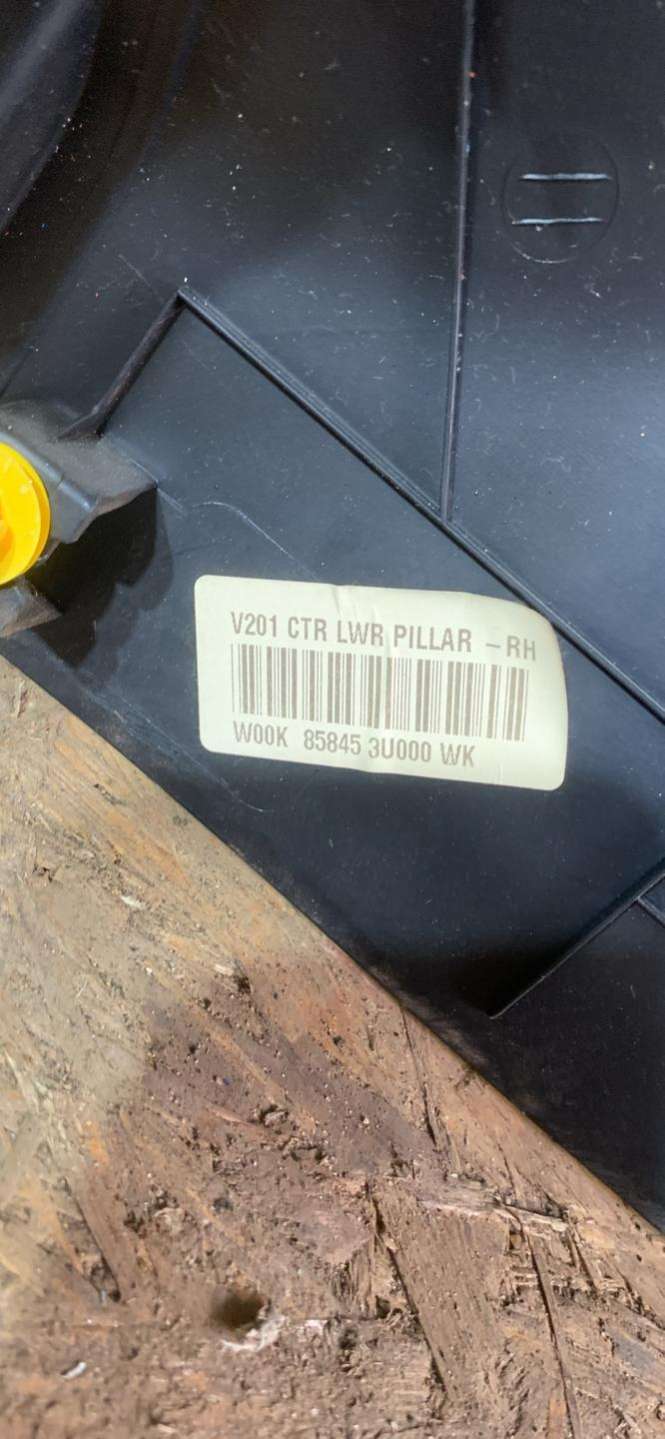 V201 CTR LWR PILLAR – RH
W00K 85845 3U000 WK